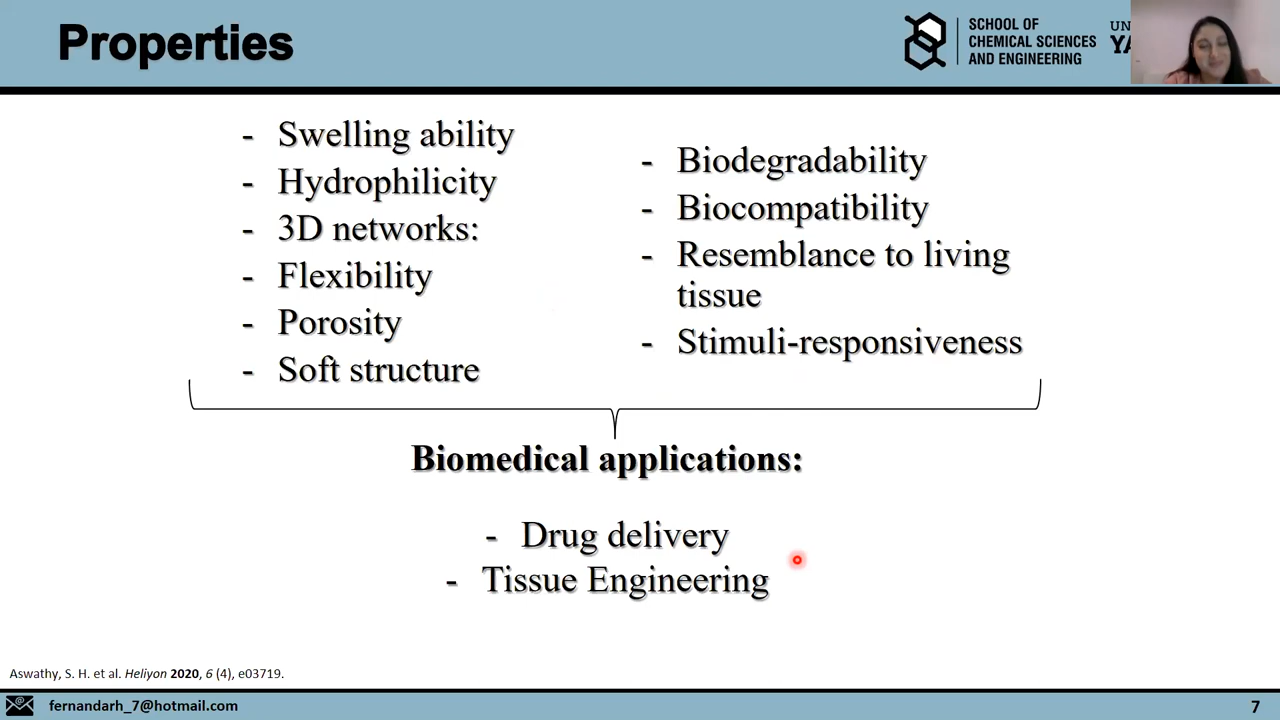 Properties
SCHOOL OF
CHEMICAL SCIENCES
AND ENGINEERING
- Swelling ability
- Hydrophilicity
- 3D networks:
- Flexibility
- Porosity
- Soft structure
- Biodegradability
- Biocompatibility
- Resemblance to living
tissue
- Stimuli-responsiveness
Biomedical applications:
- Drug delivery
- Tissue Engineering
Aswathy, S. H. et al. Heliyon 2020, 6 (4), e03719.
fernandarh_7@hotmail.com
7